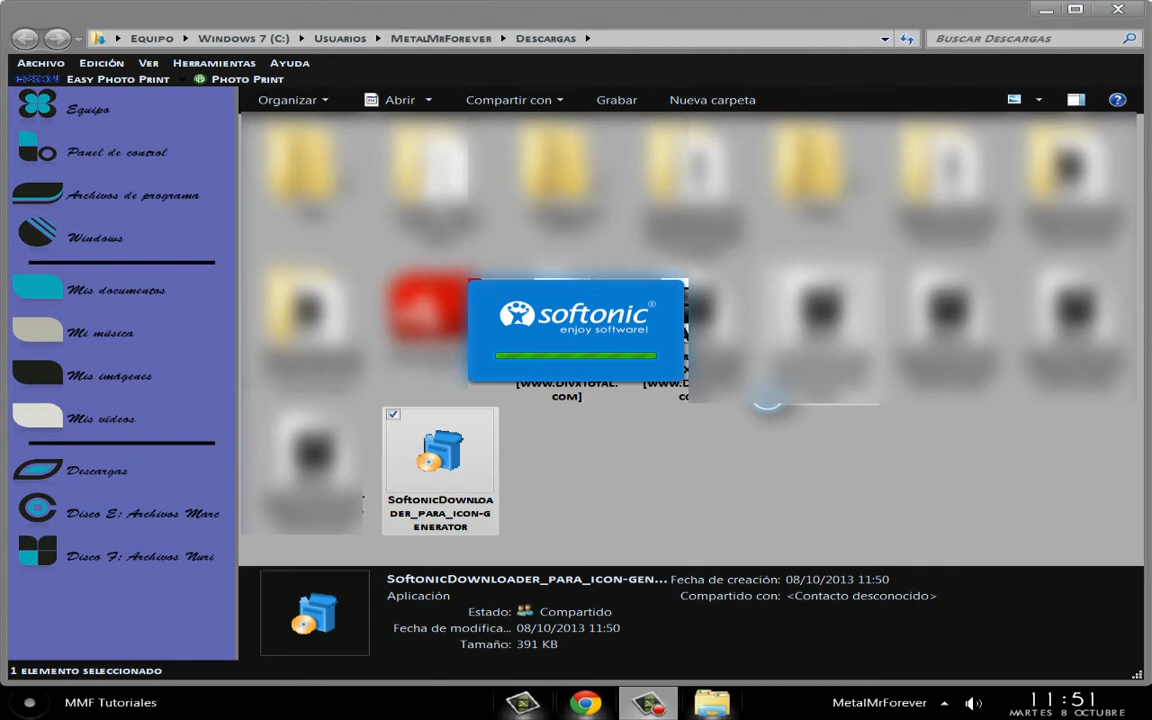 EQUIPO ▸ WINDOWS 7 (C:) ▸ USUARIOS ▸ METALMRFOREVER ▸ DESCARGAS ▸
BUSCAR DESCARGAS
ARCHIVO EDICIÓN VER HERRAMIENTAS AYUDA
EPSON EASY PHOTO PRINT PHOTO PRINT
Organizar Abrir Compartir con Grabar Nueva carpeta
Equipo
Panel de control
Archivos de programa
Windows
Mis documentos
Mi música
Mis imágenes
Mis vídeos
Descargas
Disco E: Archivos Marc
Disco F: Archivos Nuri
softonic®
enjoy software!
[WWW.DIVXTOTAL.
COM]
[WWW.DIV
SOFTONICDOWNLOA
DER_PARA_ICON-G
ENERATOR
SOFTONICDOWNLOADER_PARA_ICON-GEN...
Aplicación
Estado: Compartido
Fecha de modifica... 08/10/2013 11:50
Tamaño: 391 KB
Fecha de creación: 08/10/2013 11:50
Compartido con: <Contacto desconocido>
1 ELEMENTO SELECCIONADO
MMF Tutoriales
MetalMrForever
11:51
MARTES 8 OCTUBRE